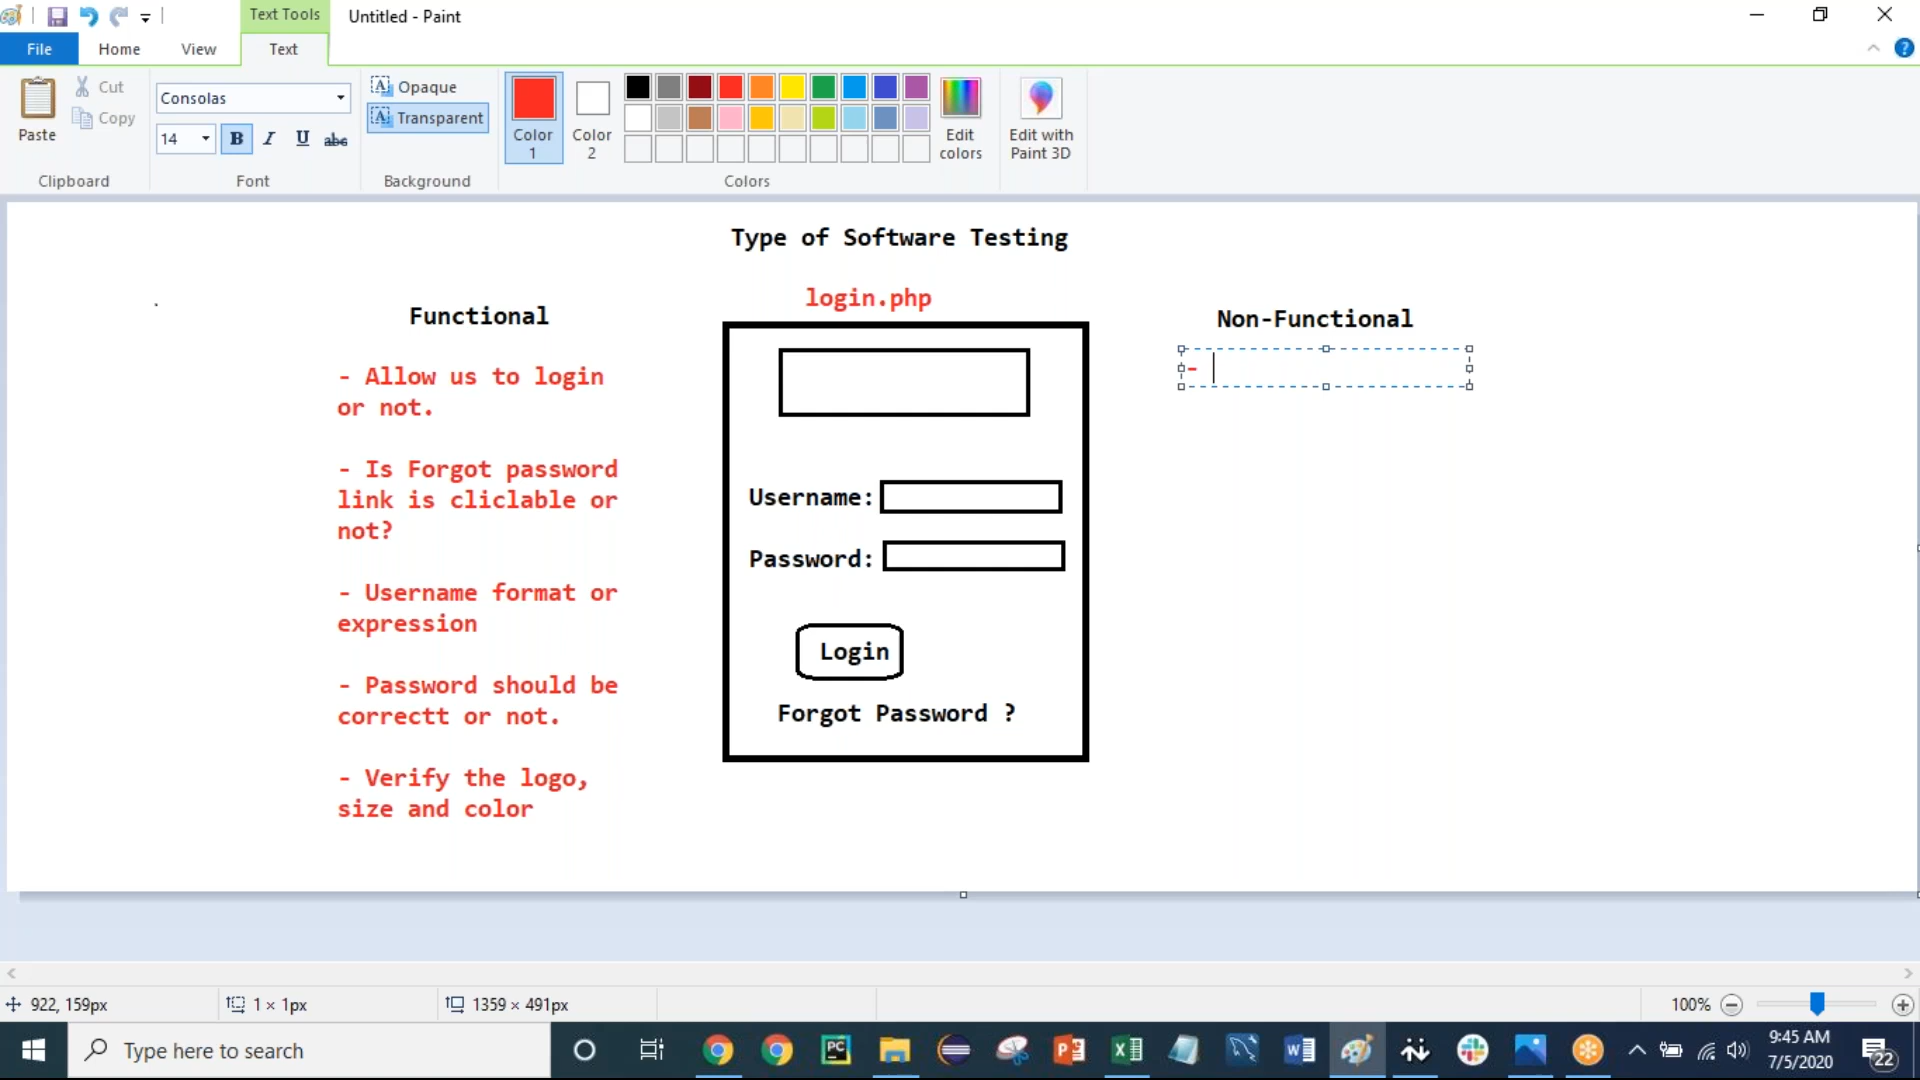 Text Tools
Untitled - Paint
File
Home
View
Text
Paste
Cut
Copy
Clipboard
Consolas
14
B
I
U
abc
Font
Opaque
Transparent
Background
Color
1
Color
2
Colors
Edit
colors
Edit with
Paint 3D
Type of Software Testing
login.php
Functional
- Allow us to login
or not.
- Is Forgot password
link is cliclable or
not?
- Username format or
expression
- Password should be
correctt or not.
- Verify the logo,
size and color
Username:
Password:
Login
Forgot Password ?
Non-Functional
-
922, 159px
1 × 1px
1359 × 491px
100%
Type here to search
PC
9:45 AM
7/5/2020
22